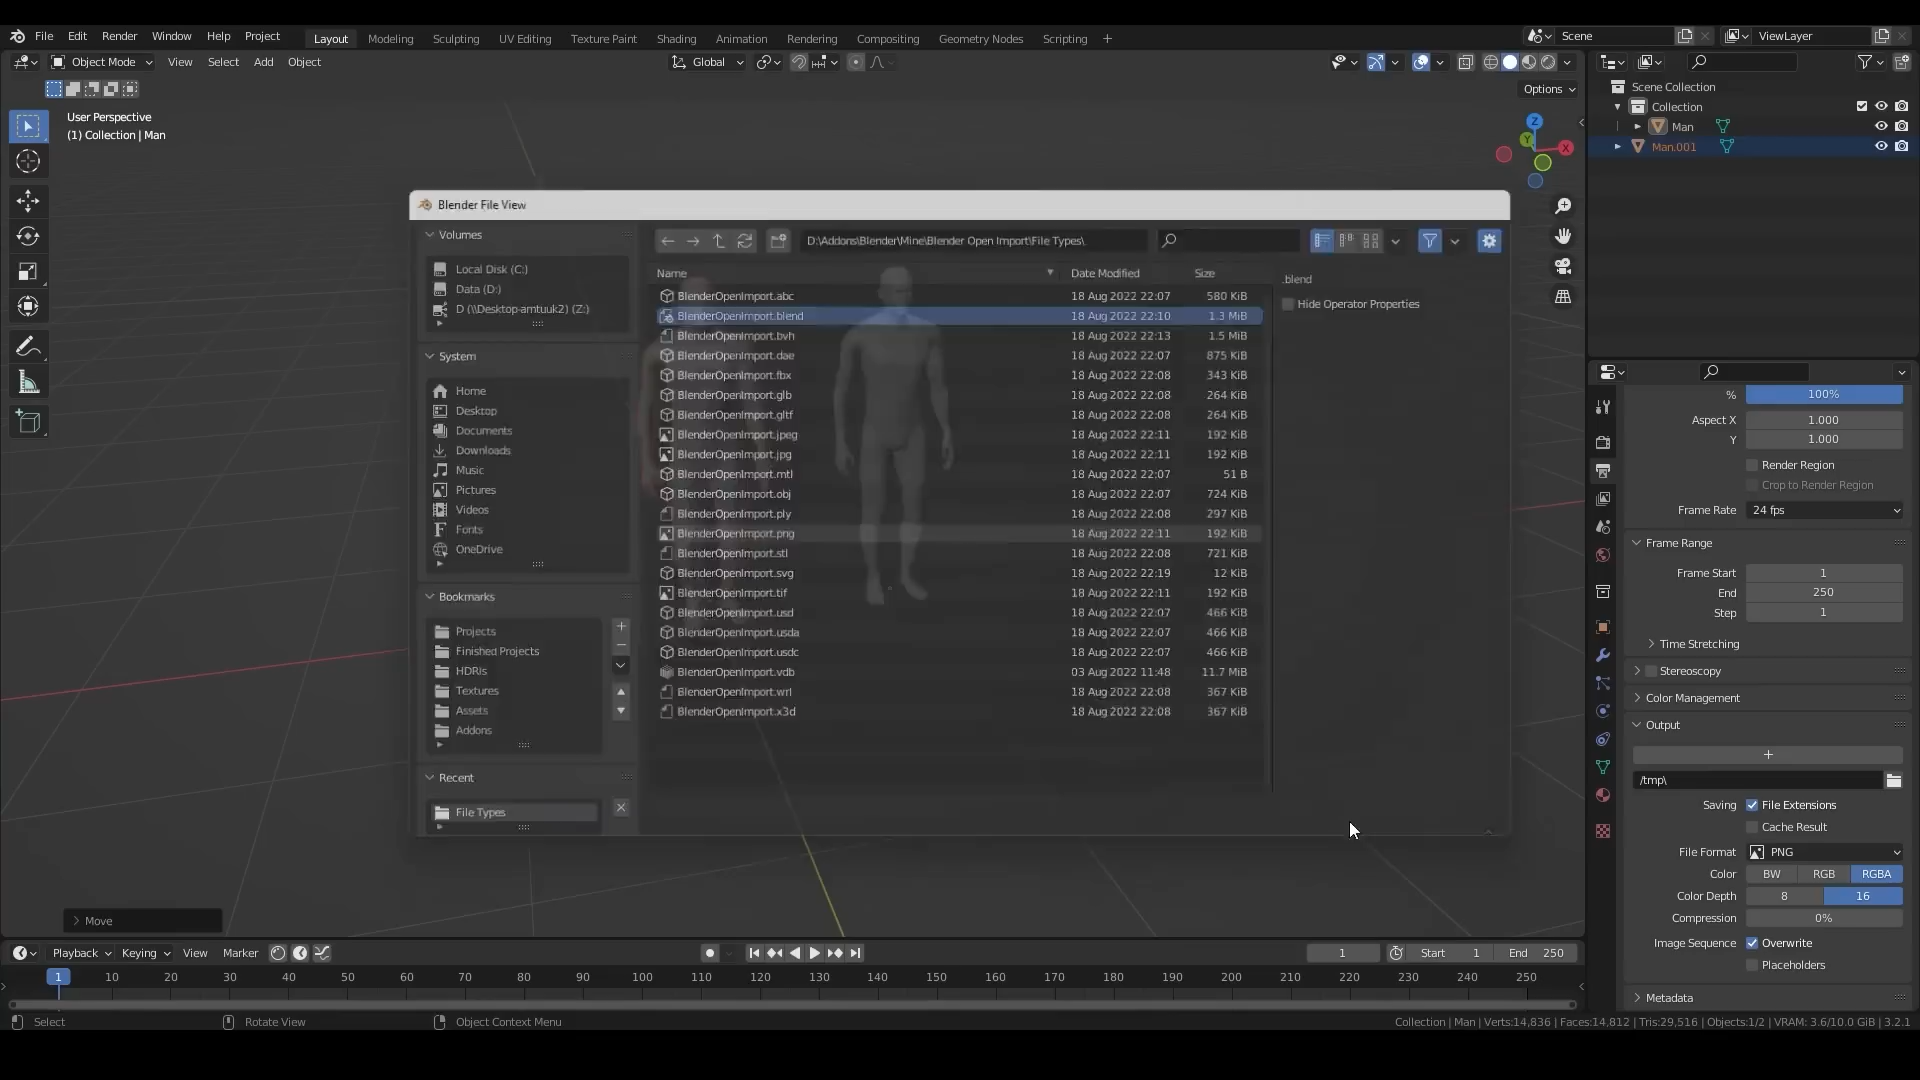 File Edit Render Window Help Project Layout Modeling Sculpting UV Editing Texture Paint Shading Animation Rendering Compositing Geometry Nodes Scripting + Scene ViewLayer
Object Mode View Select Add Object Global
Options
User Perspective
(1) Collection | Man
Scene Collection
Collection
Man
Man.001
Z
Y
X
Blender File View
Volumes
Local Disk (C:)
Data (D:)
D (\\Desktop-amtuuk2) (Z:)
System
Home
Desktop
Documents
Downloads
Music
Pictures
Videos
Fonts
OneDrive
Bookmarks
Projects
Finished Projects
HDRIs
Textures
Assets
Addons
Recent
File Types
D:\Addons\Blender\Mine\Blender Open Import\File Types\
Name Date Modified Size
BlenderOpenImport.abc 18 Aug 2022 22:07 580 KiB
BlenderOpenImport.blend 18 Aug 2022 22:10 1.3 MiB
BlenderOpenImport.bvh 18 Aug 2022 22:13 1.5 MiB
BlenderOpenImport.dae 18 Aug 2022 22:07 875 KiB
BlenderOpenImport.fbx 18 Aug 2022 22:08 343 KiB
BlenderOpenImport.glb 18 Aug 2022 22:08 264 KiB
BlenderOpenImport.gltf 18 Aug 2022 22:08 264 KiB
BlenderOpenImport.jpeg 18 Aug 2022 22:11 192 KiB
BlenderOpenImport.jpg 18 Aug 2022 22:11 192 KiB
BlenderOpenImport.mtl 18 Aug 2022 22:07 51 B
BlenderOpenImport.obj 18 Aug 2022 22:07 724 KiB
BlenderOpenImport.ply 18 Aug 2022 22:08 297 KiB
BlenderOpenImport.png 18 Aug 2022 22:11 192 KiB
BlenderOpenImport.stl 18 Aug 2022 22:08 721 KiB
BlenderOpenImport.svg 18 Aug 2022 22:19 12 KiB
BlenderOpenImport.tif 18 Aug 2022 22:11 192 KiB
BlenderOpenImport.usd 18 Aug 2022 22:07 466 KiB
BlenderOpenImport.usda 18 Aug 2022 22:07 466 KiB
BlenderOpenImport.usdc 18 Aug 2022 22:07 466 KiB
BlenderOpenImport.vdb 03 Aug 2022 11:48 11.7 MiB
BlenderOpenImport.wrl 18 Aug 2022 22:08 367 KiB
BlenderOpenImport.x3d 18 Aug 2022 22:08 367 KiB
.blend
Hide Operator Properties
% 100%
Aspect X 1.000
Y 1.000
Render Region
Crop to Render Region
Frame Rate 24 fps
Frame Range
Frame Start 1
End 250
Step 1
Time Stretching
Stereoscopy
Color Management
Output
+
/tmp\
Saving File Extensions
Cache Result
File Format PNG
Color BW RGB RGBA
Color Depth 8 16
Compression 0%
Image Sequence Overwrite
Placeholders
Metadata
Move
Playback Keying View Marker 1 Start 1 End 250
1 10 20 30 40 50 60 70 80 90 100 110 120 130 140 150 160 170 180 190 200 210 220 230 240 250
Select Rotate View Object Context Menu Collection | Man | Verts:14,836 | Faces:14,812 | Tris:29,516 | Objects:1/2 | VRAM: 3.6/10.0 GiB | 3.2.1